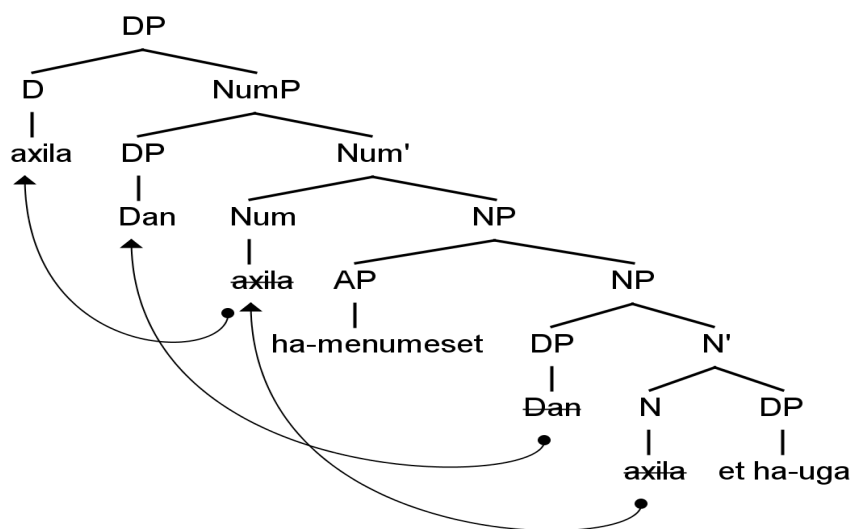 DP
D NumP
axila DP Num'
Dan Num NP
axila AP NP
ha-menumeset DP N'
Dan N DP
axila et ha-uga